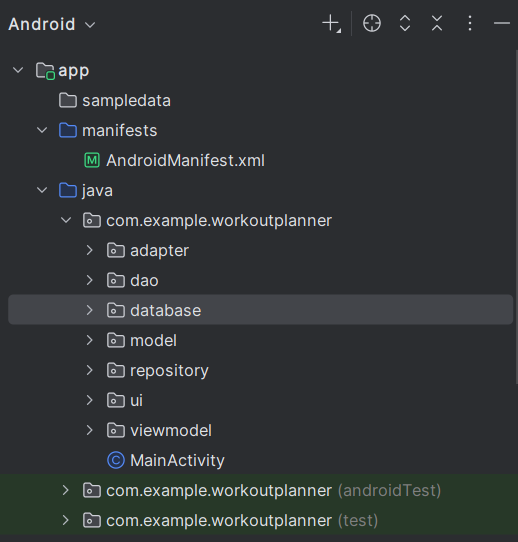 Android
app
sampledata
manifests
M AndroidManifest.xml
java
com.example.workoutplanner
adapter
dao
database
model
repository
ui
viewmodel
C MainActivity
com.example.workoutplanner (androidTest)
com.example.workoutplanner (test)